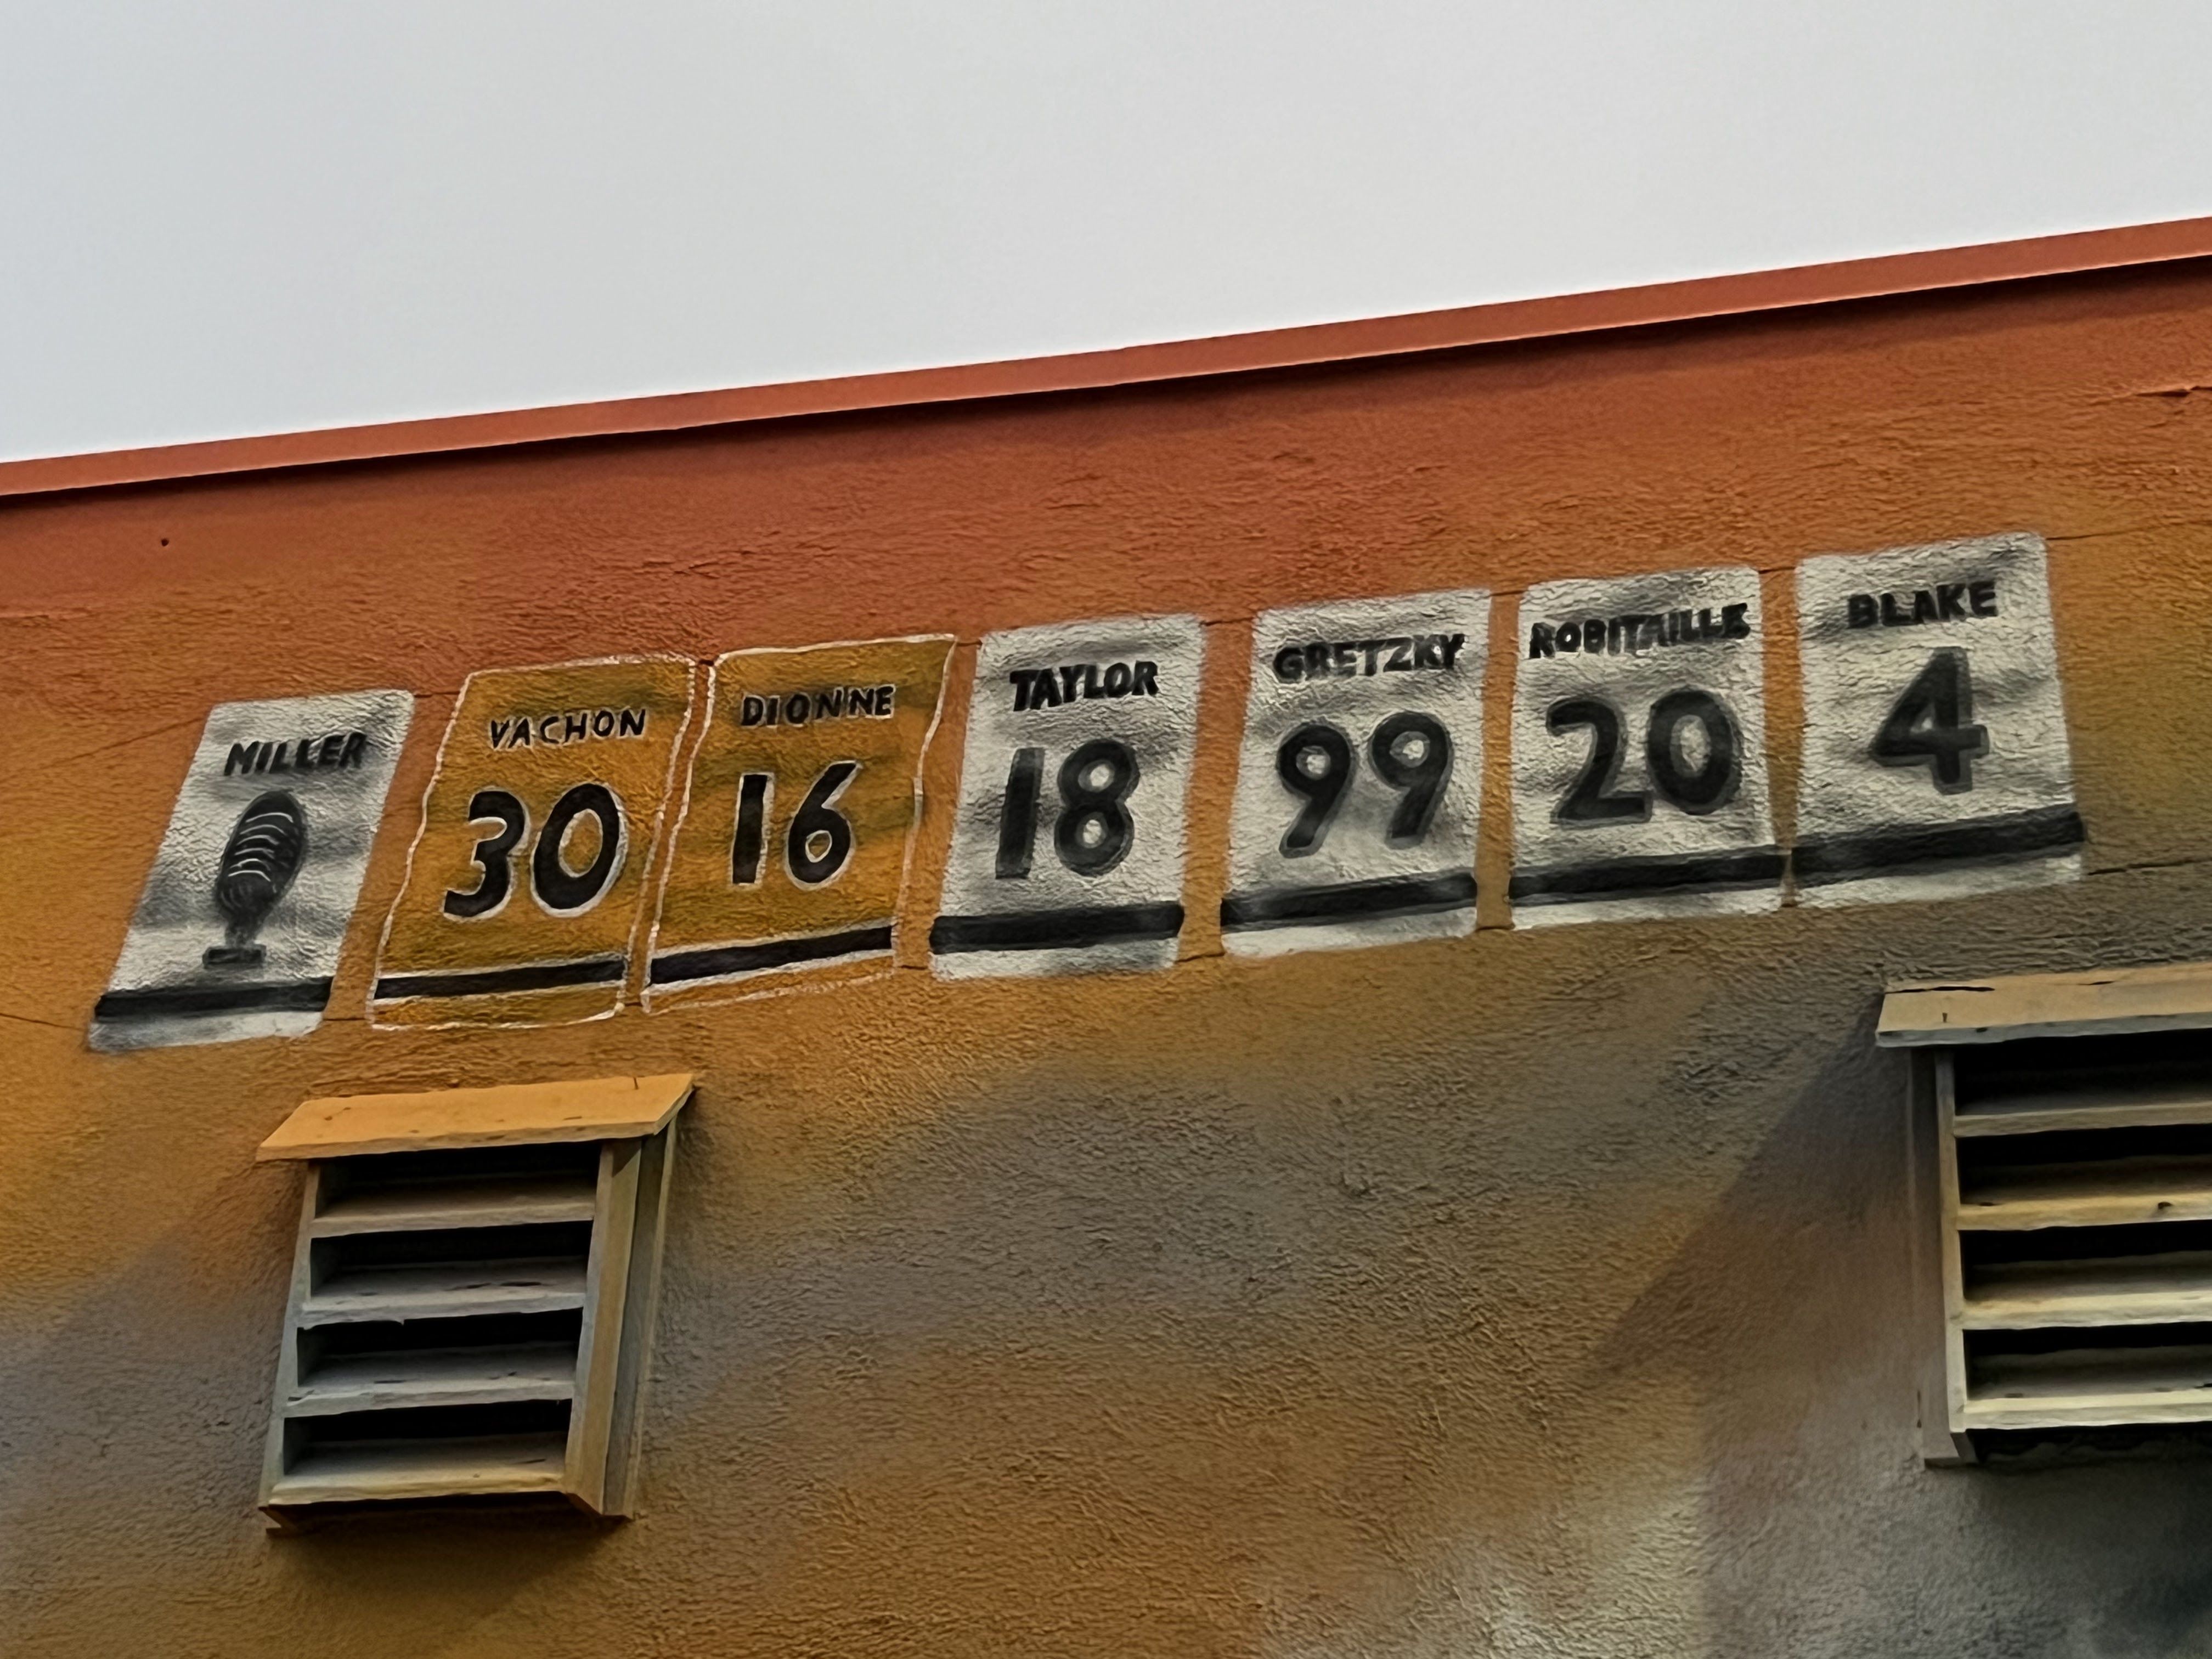 MILLER
VACHON
30
DIONNE
16
TAYLOR
18
GRETZKY
99
ROBITAILLE
20
BLAKE
4